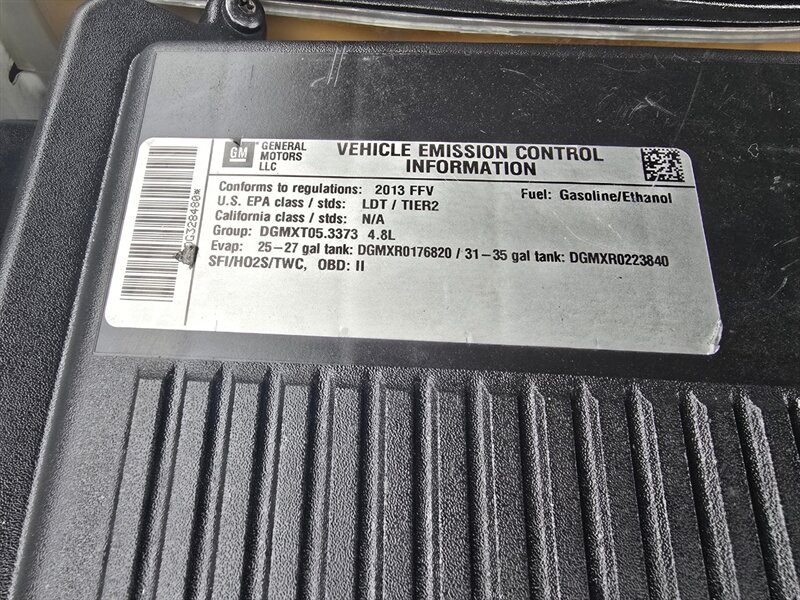 GM
GENERAL
MOTORS
LLC
VEHICLE EMISSION CONTROL
INFORMATION
Conforms to regulations: 2013 FFV
Fuel: Gasoline/Ethanol
U.S. EPA class / stds: LDT / TIER2
California class / stds: N/A
Group: DGMXT05.3373 4.8L
Evap: 25-27 gal tank: DGMXR0176820 / 31-35 gal tank: DGMXR0223840
SFI/HO2S/TWC, OBD: II